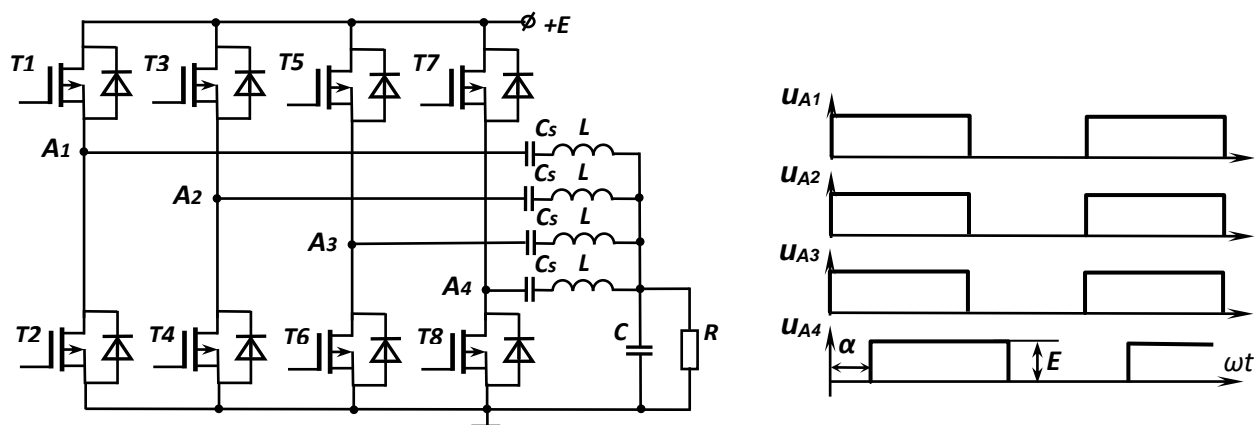 +E
T1 T3 T5 T7
A1
Cs L
A2
Cs L
A3
Cs L
A4
Cs L
T2 T4 T6 T8
C R
uA1
uA2
uA3
uA4
α
E
ωt